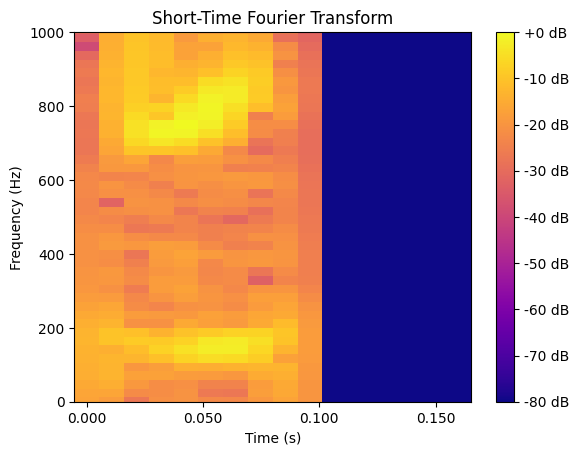 Short-Time Fourier Transform
1000
800
600
400
200
0
Frequency (Hz)
0.000
0.050
0.100
0.150
Time (s)
+0 dB
-10 dB
-20 dB
-30 dB
-40 dB
-50 dB
-60 dB
-70 dB
-80 dB